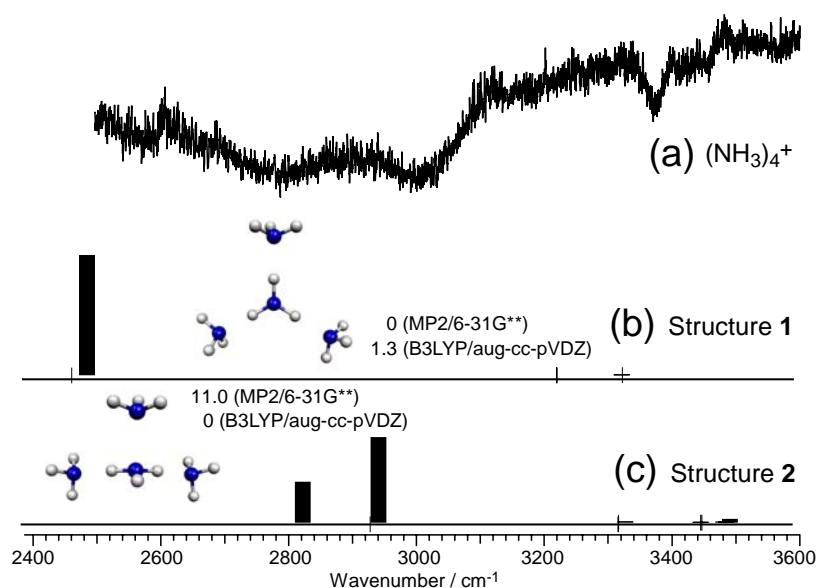 (a) (NH₃)₄⁺
(b) Structure 1
0 (MP2/6-31G**)
1.3 (B3LYP/aug-cc-pVDZ)
11.0 (MP2/6-31G**)
0 (B3LYP/aug-cc-pVDZ)
(c) Structure 2
2400 2600 2800 3000 3200 3400 3600
Wavenumber / cm⁻¹